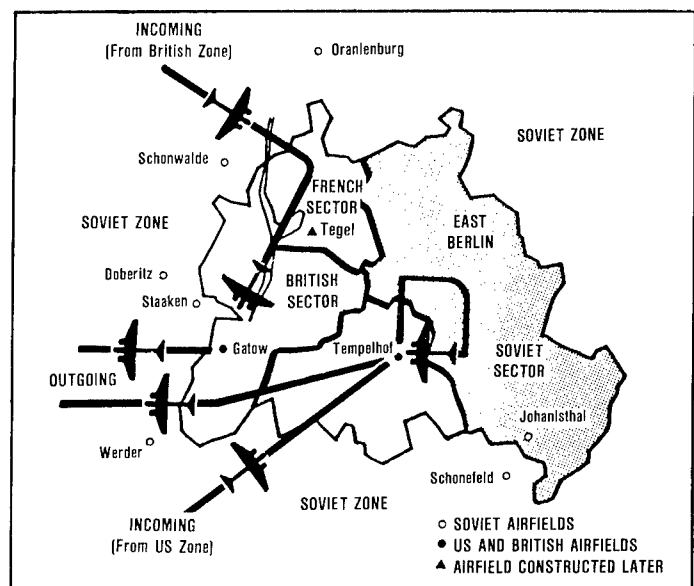 INCOMING
(From British Zone)
Oranlenburg
SOVIET ZONE
Schonwalde
FRENCH
SECTOR
Tegel
EAST
BERLIN
SOVIET ZONE
Doberitz
BRITISH
SECTOR
Staaken
Gatow
Tempelhof
SOVIET
SECTOR
OUTGOING
Johanlsthal
Werder
Schonefeld
SOVIET ZONE
INCOMING
(From US Zone)
SOVIET AIRFIELDS
US AND BRITISH AIRFIELDS
AIRFIELD CONSTRUCTED LATER